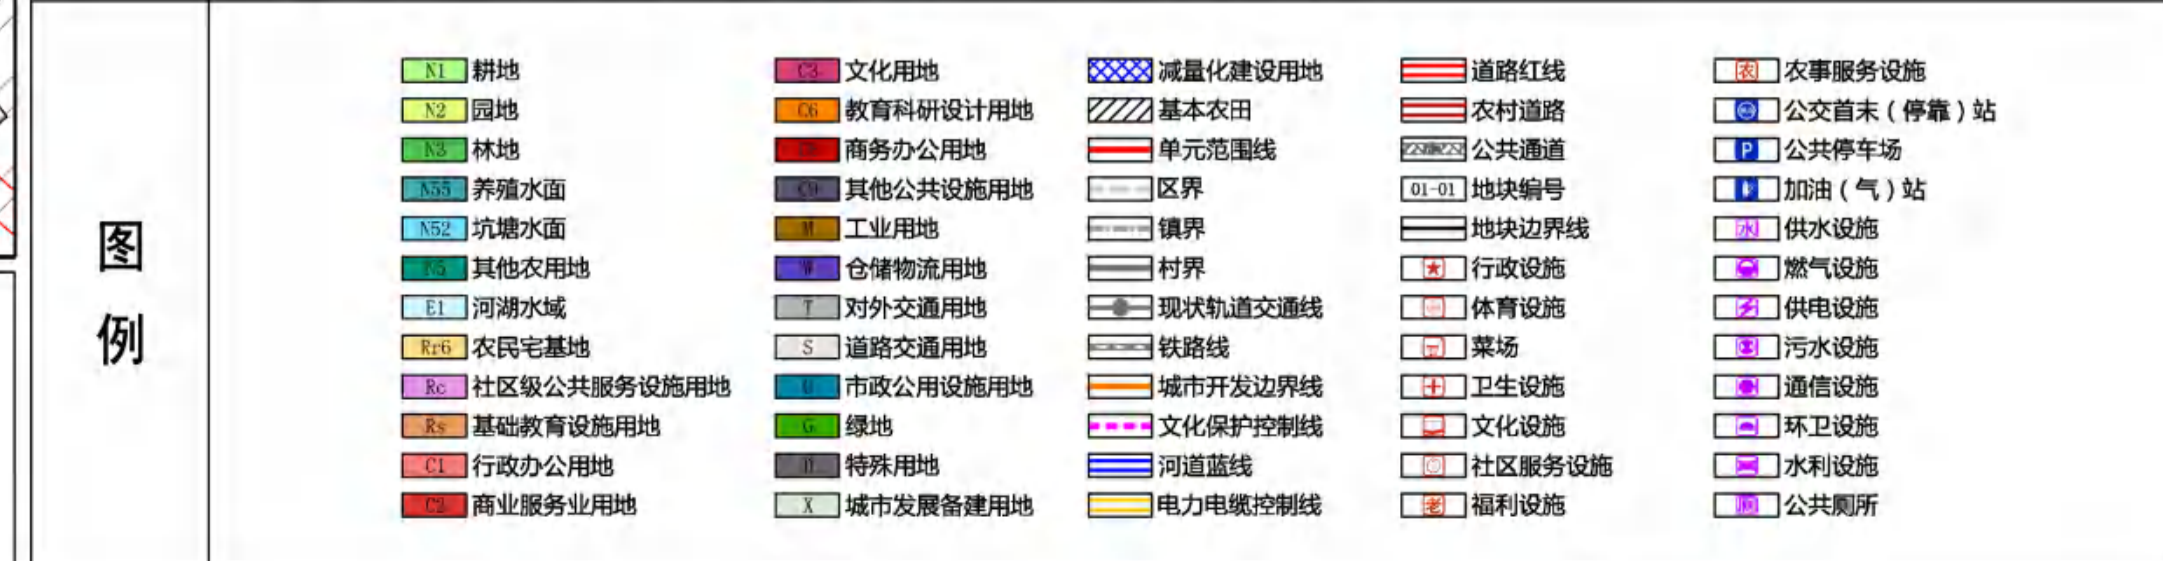 图例
N1 耕地
N2 园地
N3 林地
N55 养殖水面
N52 坑塘水面
N5 其他农用地
E1 河湖水域
Rr6 农民宅基地
Rc 社区级公共服务设施用地
Rs 基础教育设施用地
C1 行政办公用地
C2 商业服务业用地
C3 文化用地
C6 教育科研设计用地
商务办公用地
C9 其他公共设施用地
M 工业用地
W 仓储物流用地
T 对外交通用地
S 道路交通用地
U 市政公用设施用地
G 绿地
特殊用地
X 城市发展备建用地
减量化建设用地
基本农田
单元范围线
区界
镇界
村界
现状轨道交通线
铁路线
城市开发边界线
文化保护控制线
河道蓝线
电力电缆控制线
道路红线
农村道路
公共通道
01-01 地块编号
地块边界线
行政设施
体育设施
菜场
卫生设施
文化设施
社区服务设施
老 福利设施
农 农事服务设施
公交首末（停靠）站
P 公共停车场
加油（气）站
水 供水设施
燃气设施
供电设施
污水设施
通信设施
环卫设施
水利设施
厕 公共厕所